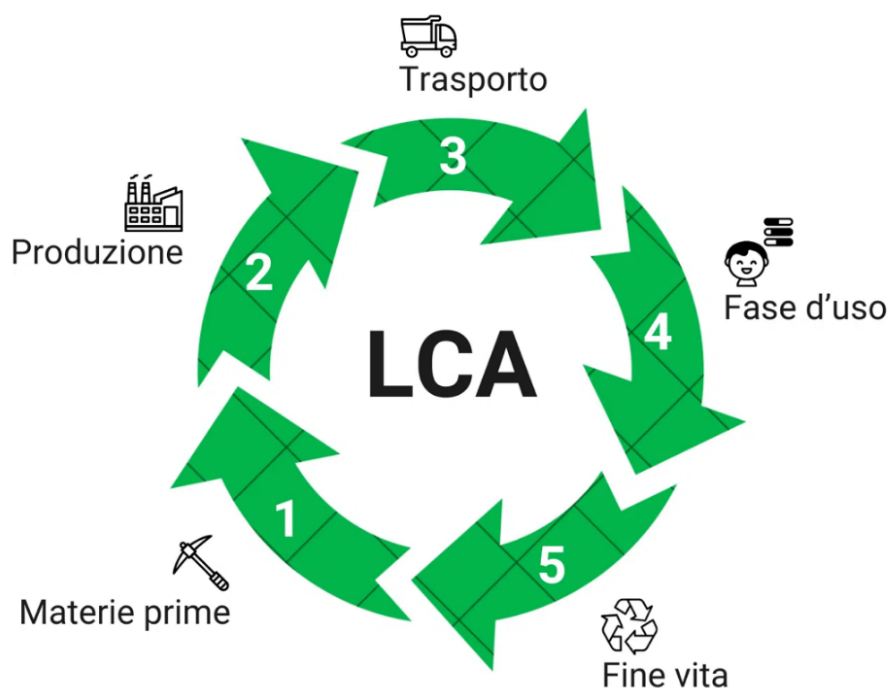 Trasporto
3
Produzione
2
Fase d’uso
4
LCA
1
Materie prime
5
Fine vita